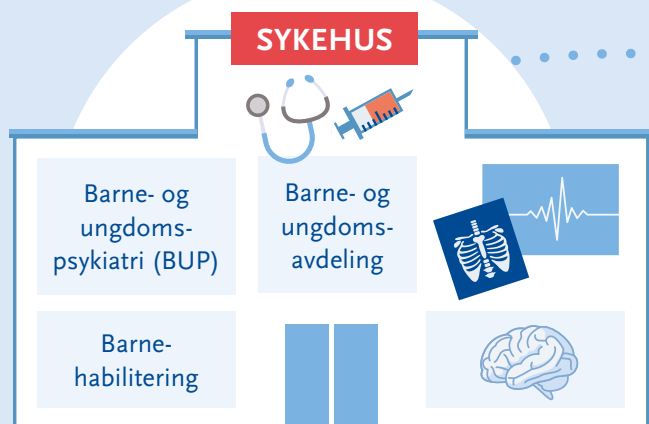 SYKEHUS
Barne- og
ungdoms-
psykiatri (BUP)
Barne- og
ungdoms-
avdeling
Barne-
habilitering